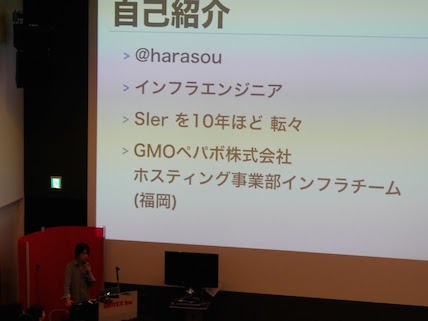 自己紹介
> @harasou
> インフラエンジニア
> SIer を10年ほど 転々
> GMOペパボ株式会社
ホスティング事業部インフラチーム
(福岡)